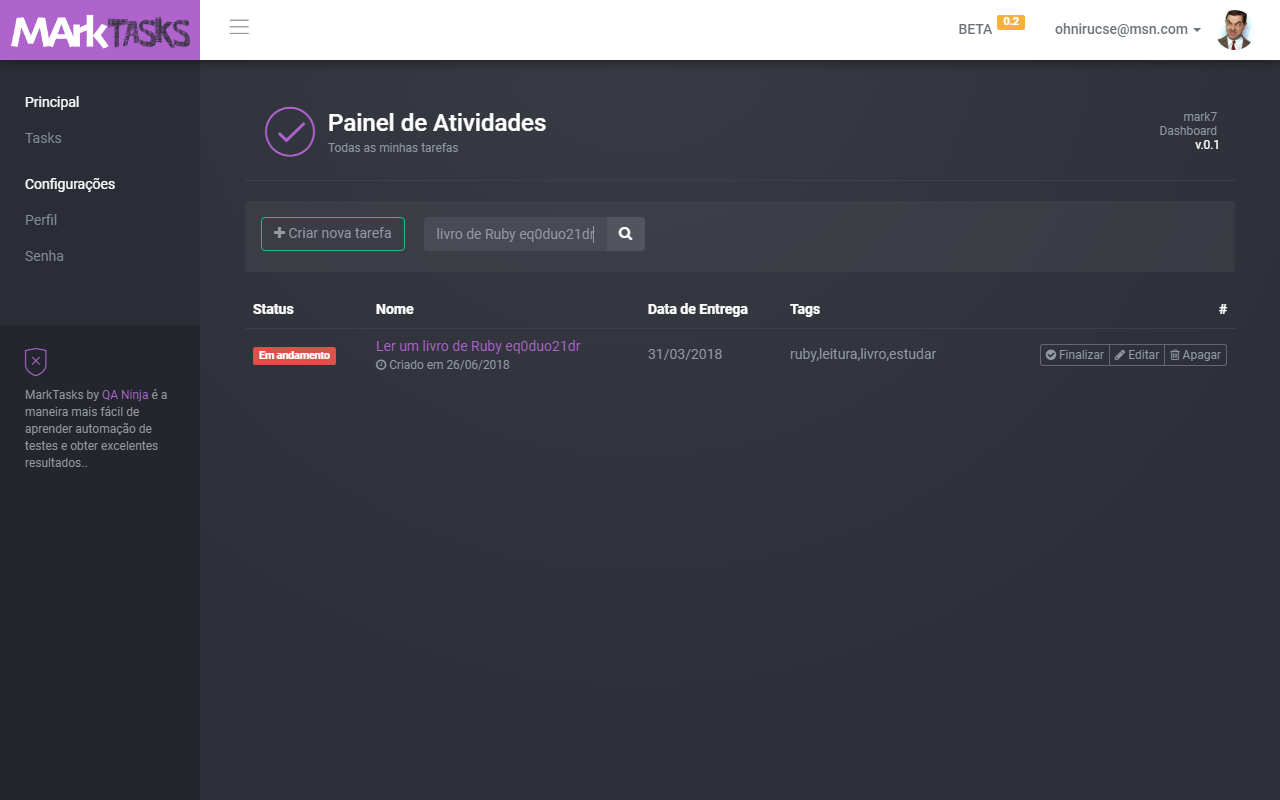 MArk TASKS
BETA 0.2
ohnirucse@msn.com
Principal
Tasks
Configurações
Perfil
Senha
MarkTasks by QA Ninja é a
maneira mais fácil de
aprender automação de
testes e obter excelentes
resultados..
Painel de Atividades
Todas as minhas tarefas
mark7
Dashboard
v.0.1
Criar nova tarefa
livro de Ruby eq0duo21dr
Status Nome Data de Entrega Tags #
Em andamento
Ler um livro de Ruby eq0duo21dr
Criado em 26/06/2018
31/03/2018
ruby,leitura,livro,estudar
Finalizar Editar Apagar